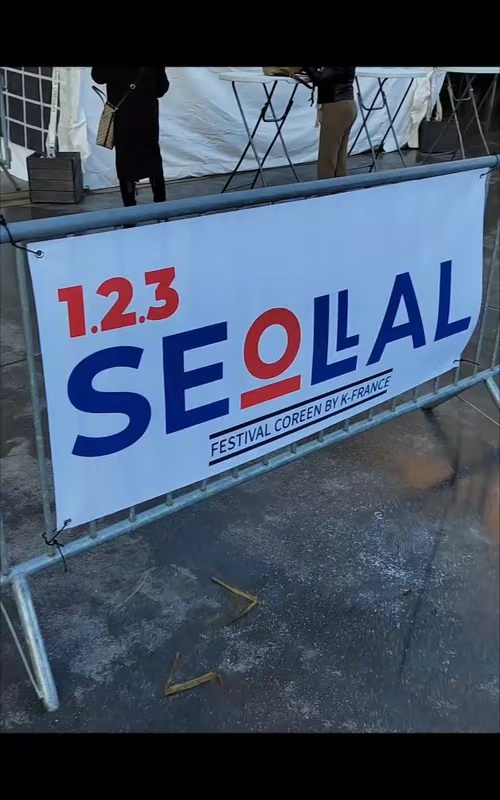 1.2.3
SEOLLAL
FESTIVAL COREEN BY K-FRANCE